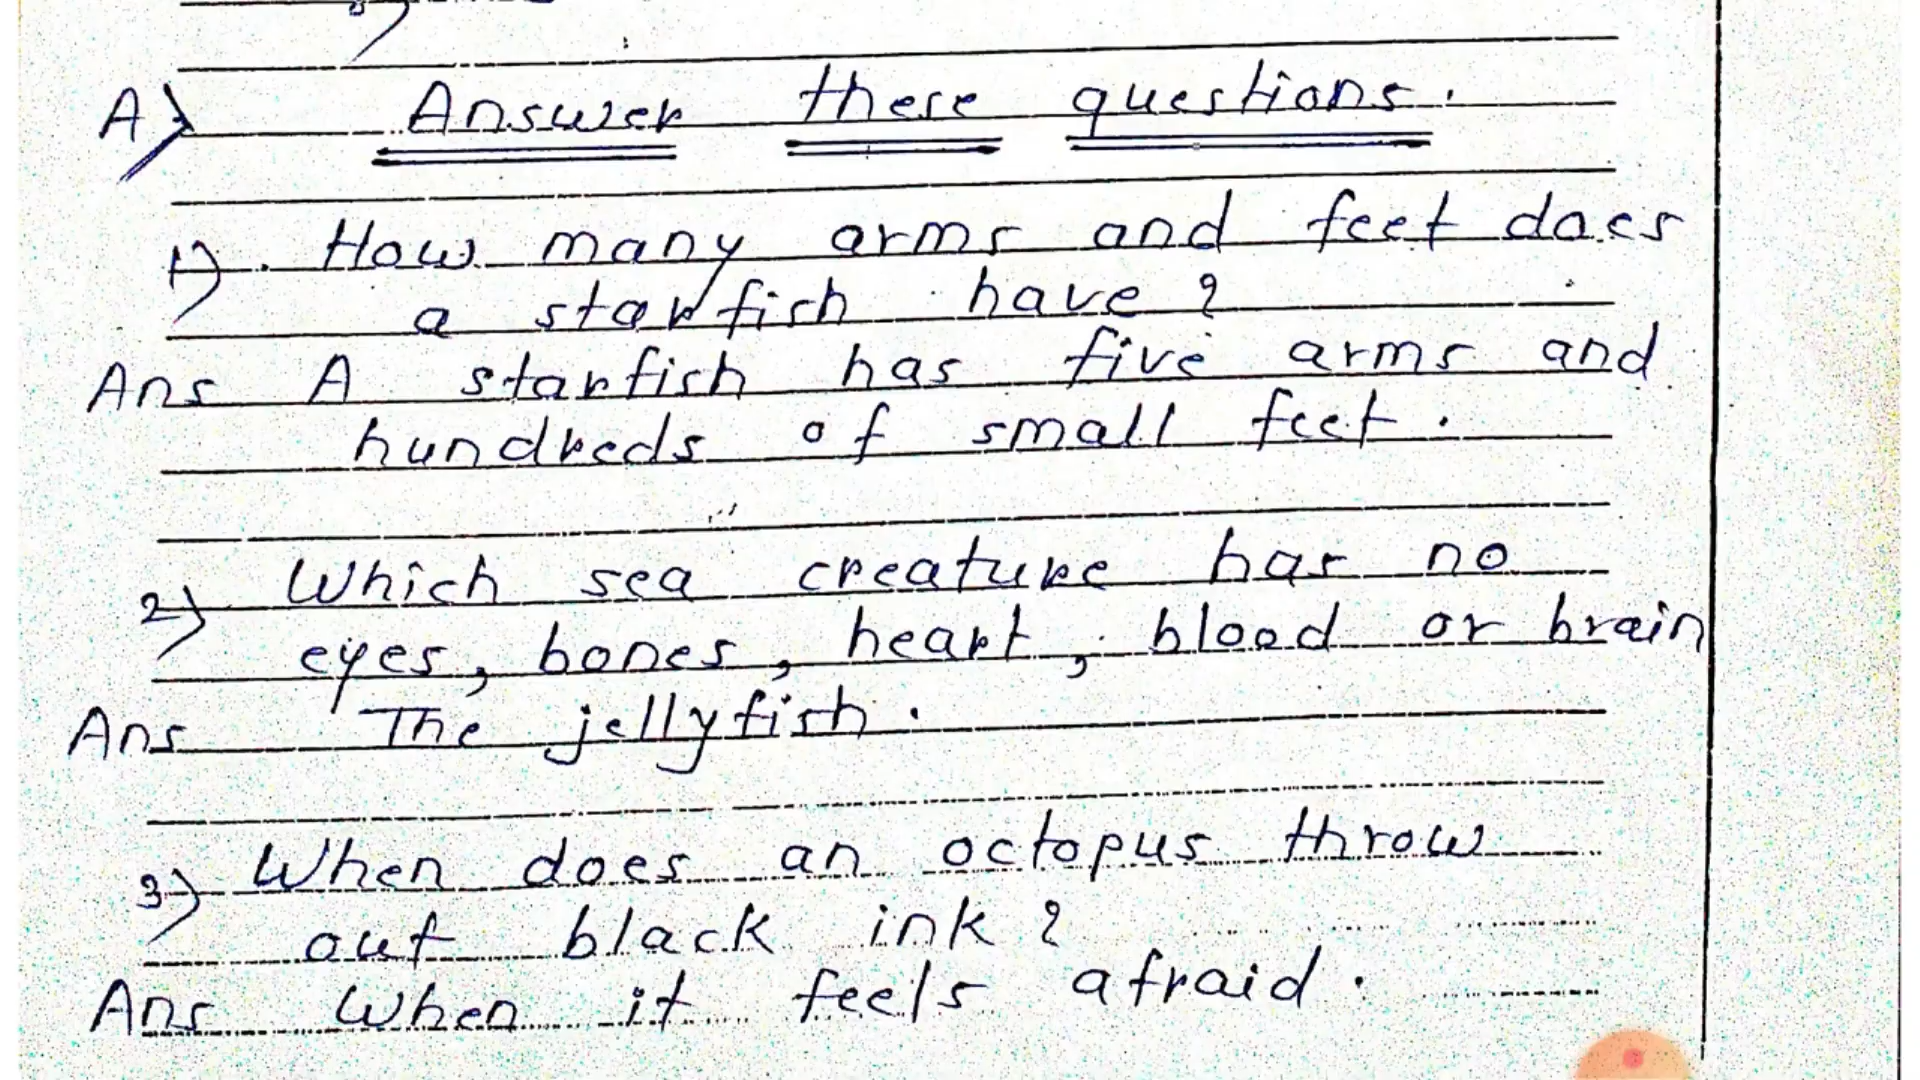 A) Answer these questions.
1) How many arms and feet does
a starfish have?
Ans A starfish has five arms and
hundreds of small feet.
2) Which sea creature has no
eyes, bones, heart, blood or brain
Ans The jellyfish.
3) When does an octopus throw
out black ink?
Ans When it feels afraid.